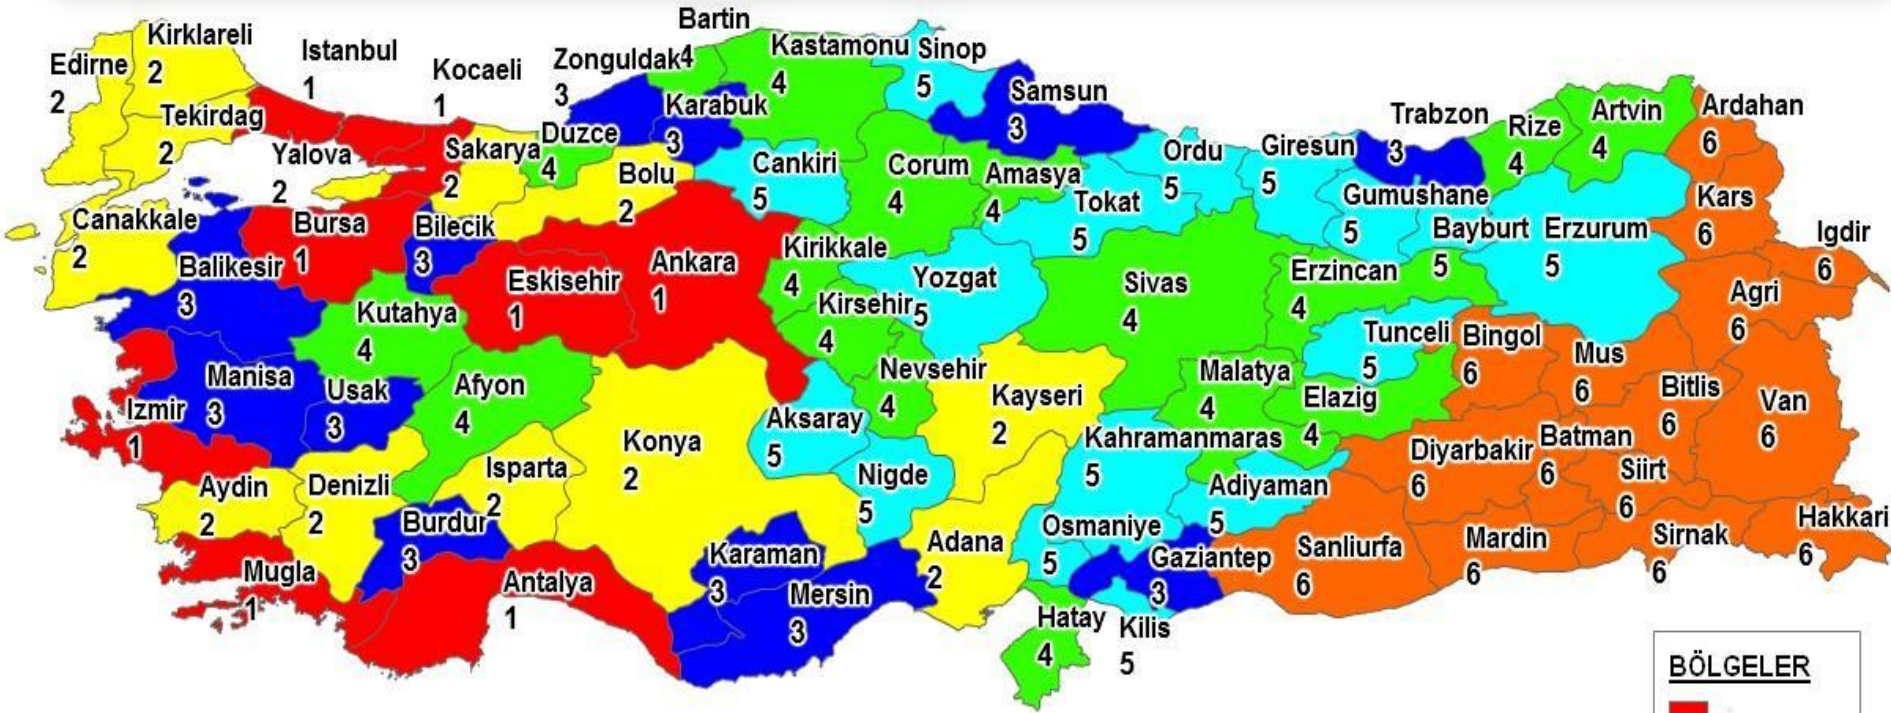 Bartin
Kirklareli
2
Istanbul
1
Kocaeli
1
Zonguldak 4
3
Kastamonu
4
Sinop
5
Edirne
2
Tekirdag
2
Yalova
2
Sakarya
2
Duzce
4
Karabuk
3
Samsun
3
Trabzon
3
Rize
4
Artvin
4
Ardahan
6
Bolu
2
Cankiri
5
Corum
4
Amasya
4
Ordu
5
Giresun
5
Tokat
5
Gumushane
5
Kars
6
Canakkale
2
Bursa
1
Bilecik
3
Bayburt
5
Erzurum
5
Igdir
6
Balikesir
3
Eskisehir
1
Ankara
1
Kirikkale
4
Yozgat
5
Sivas
4
Erzincan
4
Agri
6
Kutahya
4
Kirsehir
4
Tunceli
5
Bingol
6
Mus
6
Manisa
3
Usak
3
Afyon
4
Nevsehir
4
Kayseri
2
Malatya
4
Elazig
4
Bitlis
6
Van
6
Izmir
1
Aksaray
5
Konya
2
Kahramanmaras
5
Diyarbakir
6
Batman
6
Siirt
6
Aydin
2
Denizli
2
Isparta
2
Nigde
5
Adiyaman
5
Burdur
3
Osmaniye
5
Hakkari
6
Mugla
1
Antalya
1
Karaman
3
Mersin
3
Adana
2
Gaziantep
3
Sanliurfa
6
Mardin
6
Sirnak
6
Hatay
4
Kilis
5
BÖLGELER